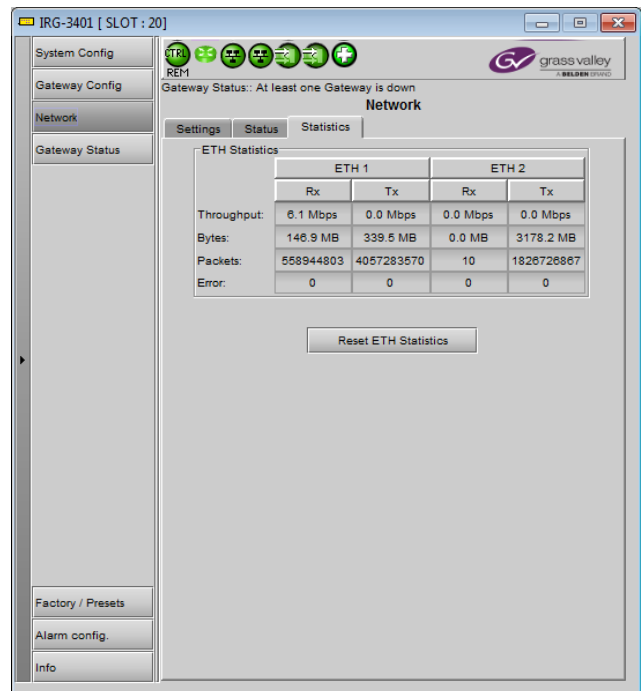 IRG-3401 [ SLOT : 20]
System Config
Gateway Config
Network
Gateway Status
CTRL
REM
grass valley
A BELDEN BRAND
Gateway Status:: At least one Gateway is down
Network
Settings Status Statistics
ETH Statistics
ETH 1 ETH 2
Rx Tx Rx Tx
Throughput: 6.1 Mbps 0.0 Mbps 0.0 Mbps 0.0 Mbps
Bytes: 146.9 MB 339.5 MB 0.0 MB 3178.2 MB
Packets: 558944803 4057283570 10 1826726867
Error: 0 0 0 0
Reset ETH Statistics
Factory / Presets
Alarm config.
Info